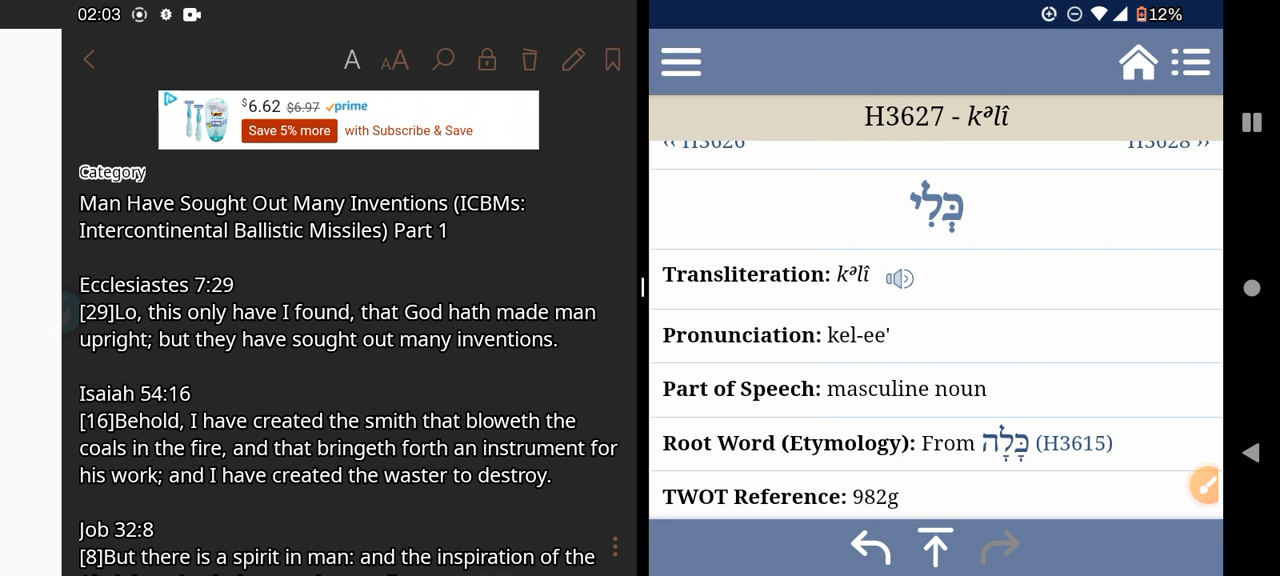 02:03
$6.62 $6.97 prime
Save 5% more with Subscribe & Save
Category
Man Have Sought Out Many Inventions (ICBMs:
Intercontinental Ballistic Missiles) Part 1
Ecclesiastes 7:29
[29]Lo, this only have I found, that God hath made man
upright; but they have sought out many inventions.
Isaiah 54:16
[16]Behold, I have created the smith that bloweth the
coals in the fire, and that bringeth forth an instrument for
his work; and I have created the waster to destroy.
Job 32:8
[8]But there is a spirit in man: and the inspiration of the
12%
H3627 - kᵊlî
‹‹ H3626 H3628 ››
כְּלִי
Transliteration: kᵊlî
Pronunciation: kel-ee'
Part of Speech: masculine noun
Root Word (Etymology): From כָּלָה (H3615)
TWOT Reference: 982g